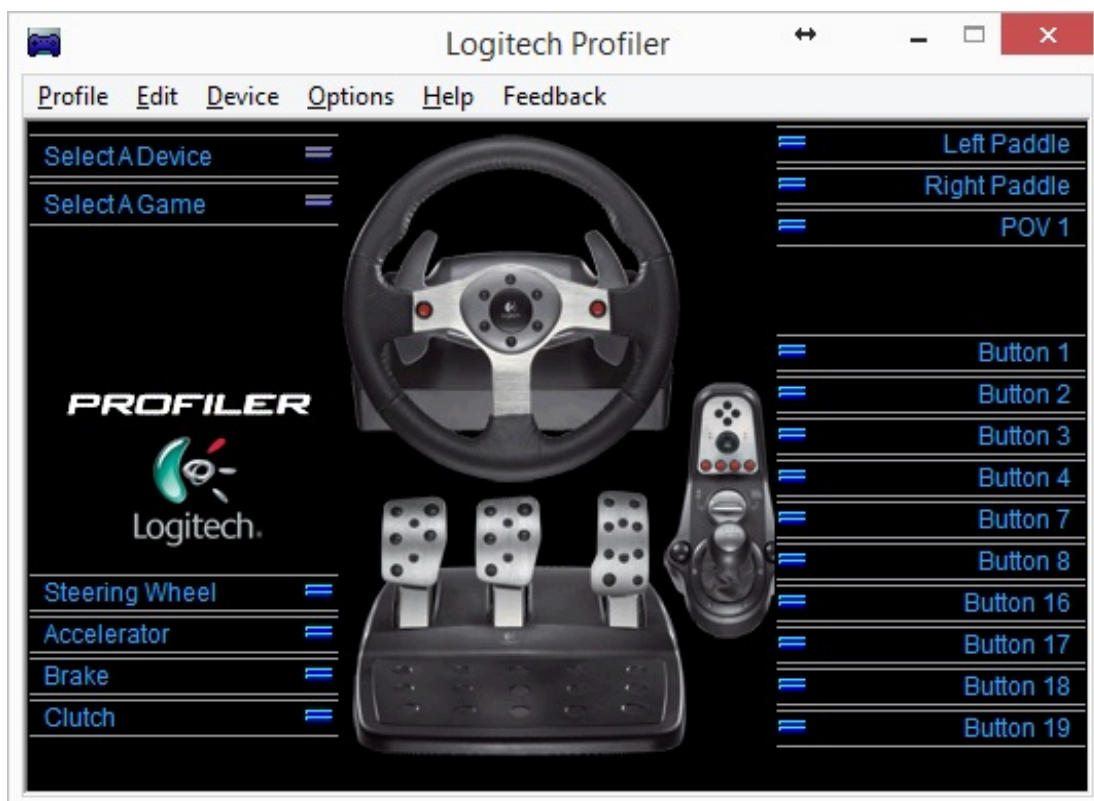 Logitech Profiler
Profile Edit Device Options Help Feedback
Select A Device
Select A Game
PROFILER
Logitech
Steering Wheel
Accelerator
Brake
Clutch
Left Paddle
Right Paddle
POV 1
Button 1
Button 2
Button 3
Button 4
Button 7
Button 8
Button 16
Button 17
Button 18
Button 19